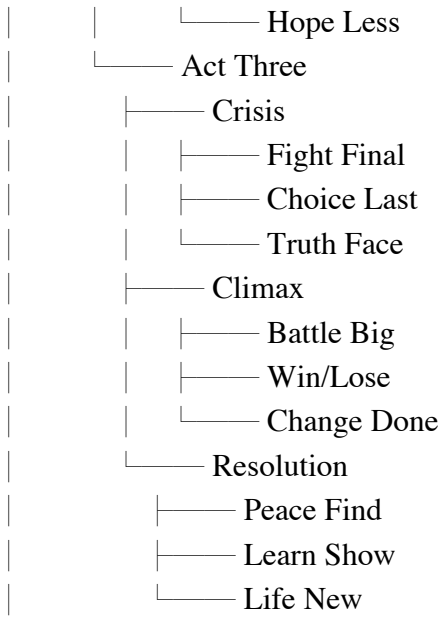 Hope Less
Act Three
Crisis
Fight Final
Choice Last
Truth Face
Climax
Battle Big
Win/Lose
Change Done
Resolution
Peace Find
Learn Show
Life New